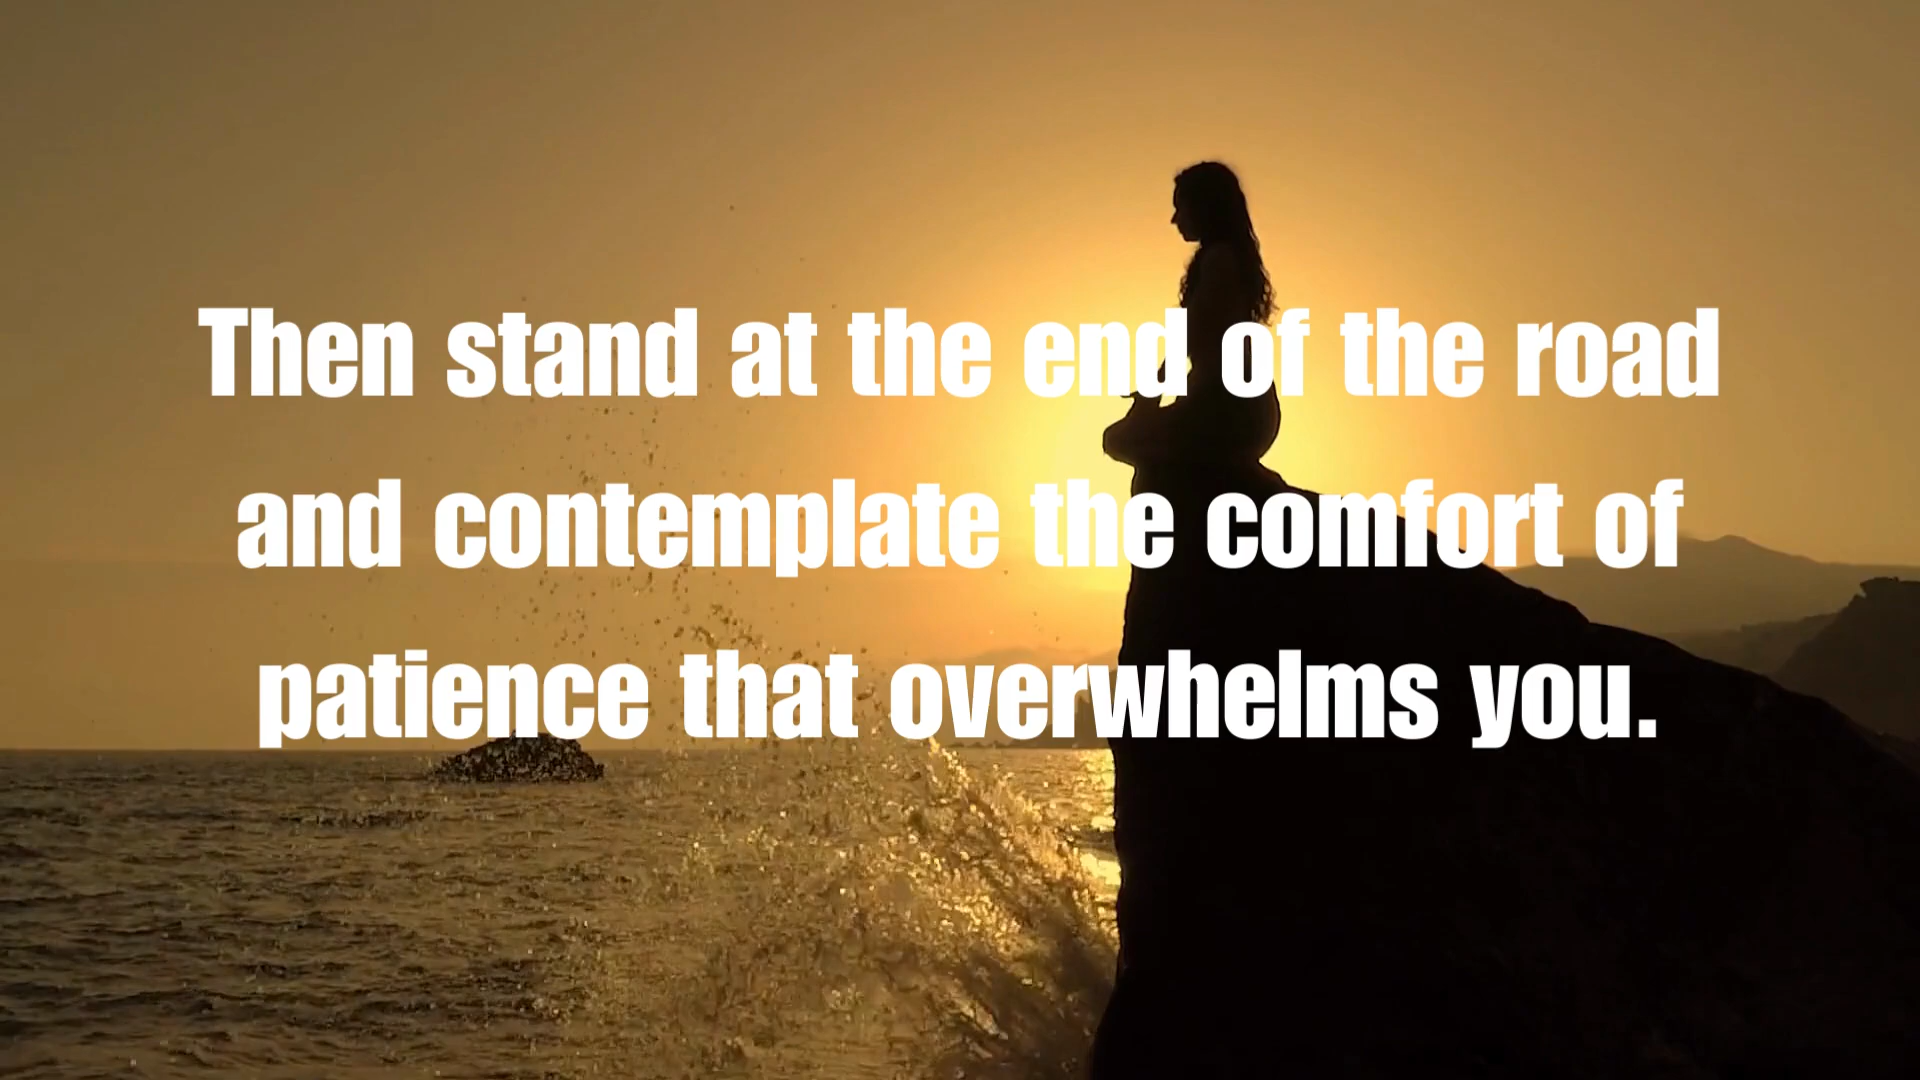 Then stand at the end of the road
and contemplate the comfort of
patience that overwhelms you.